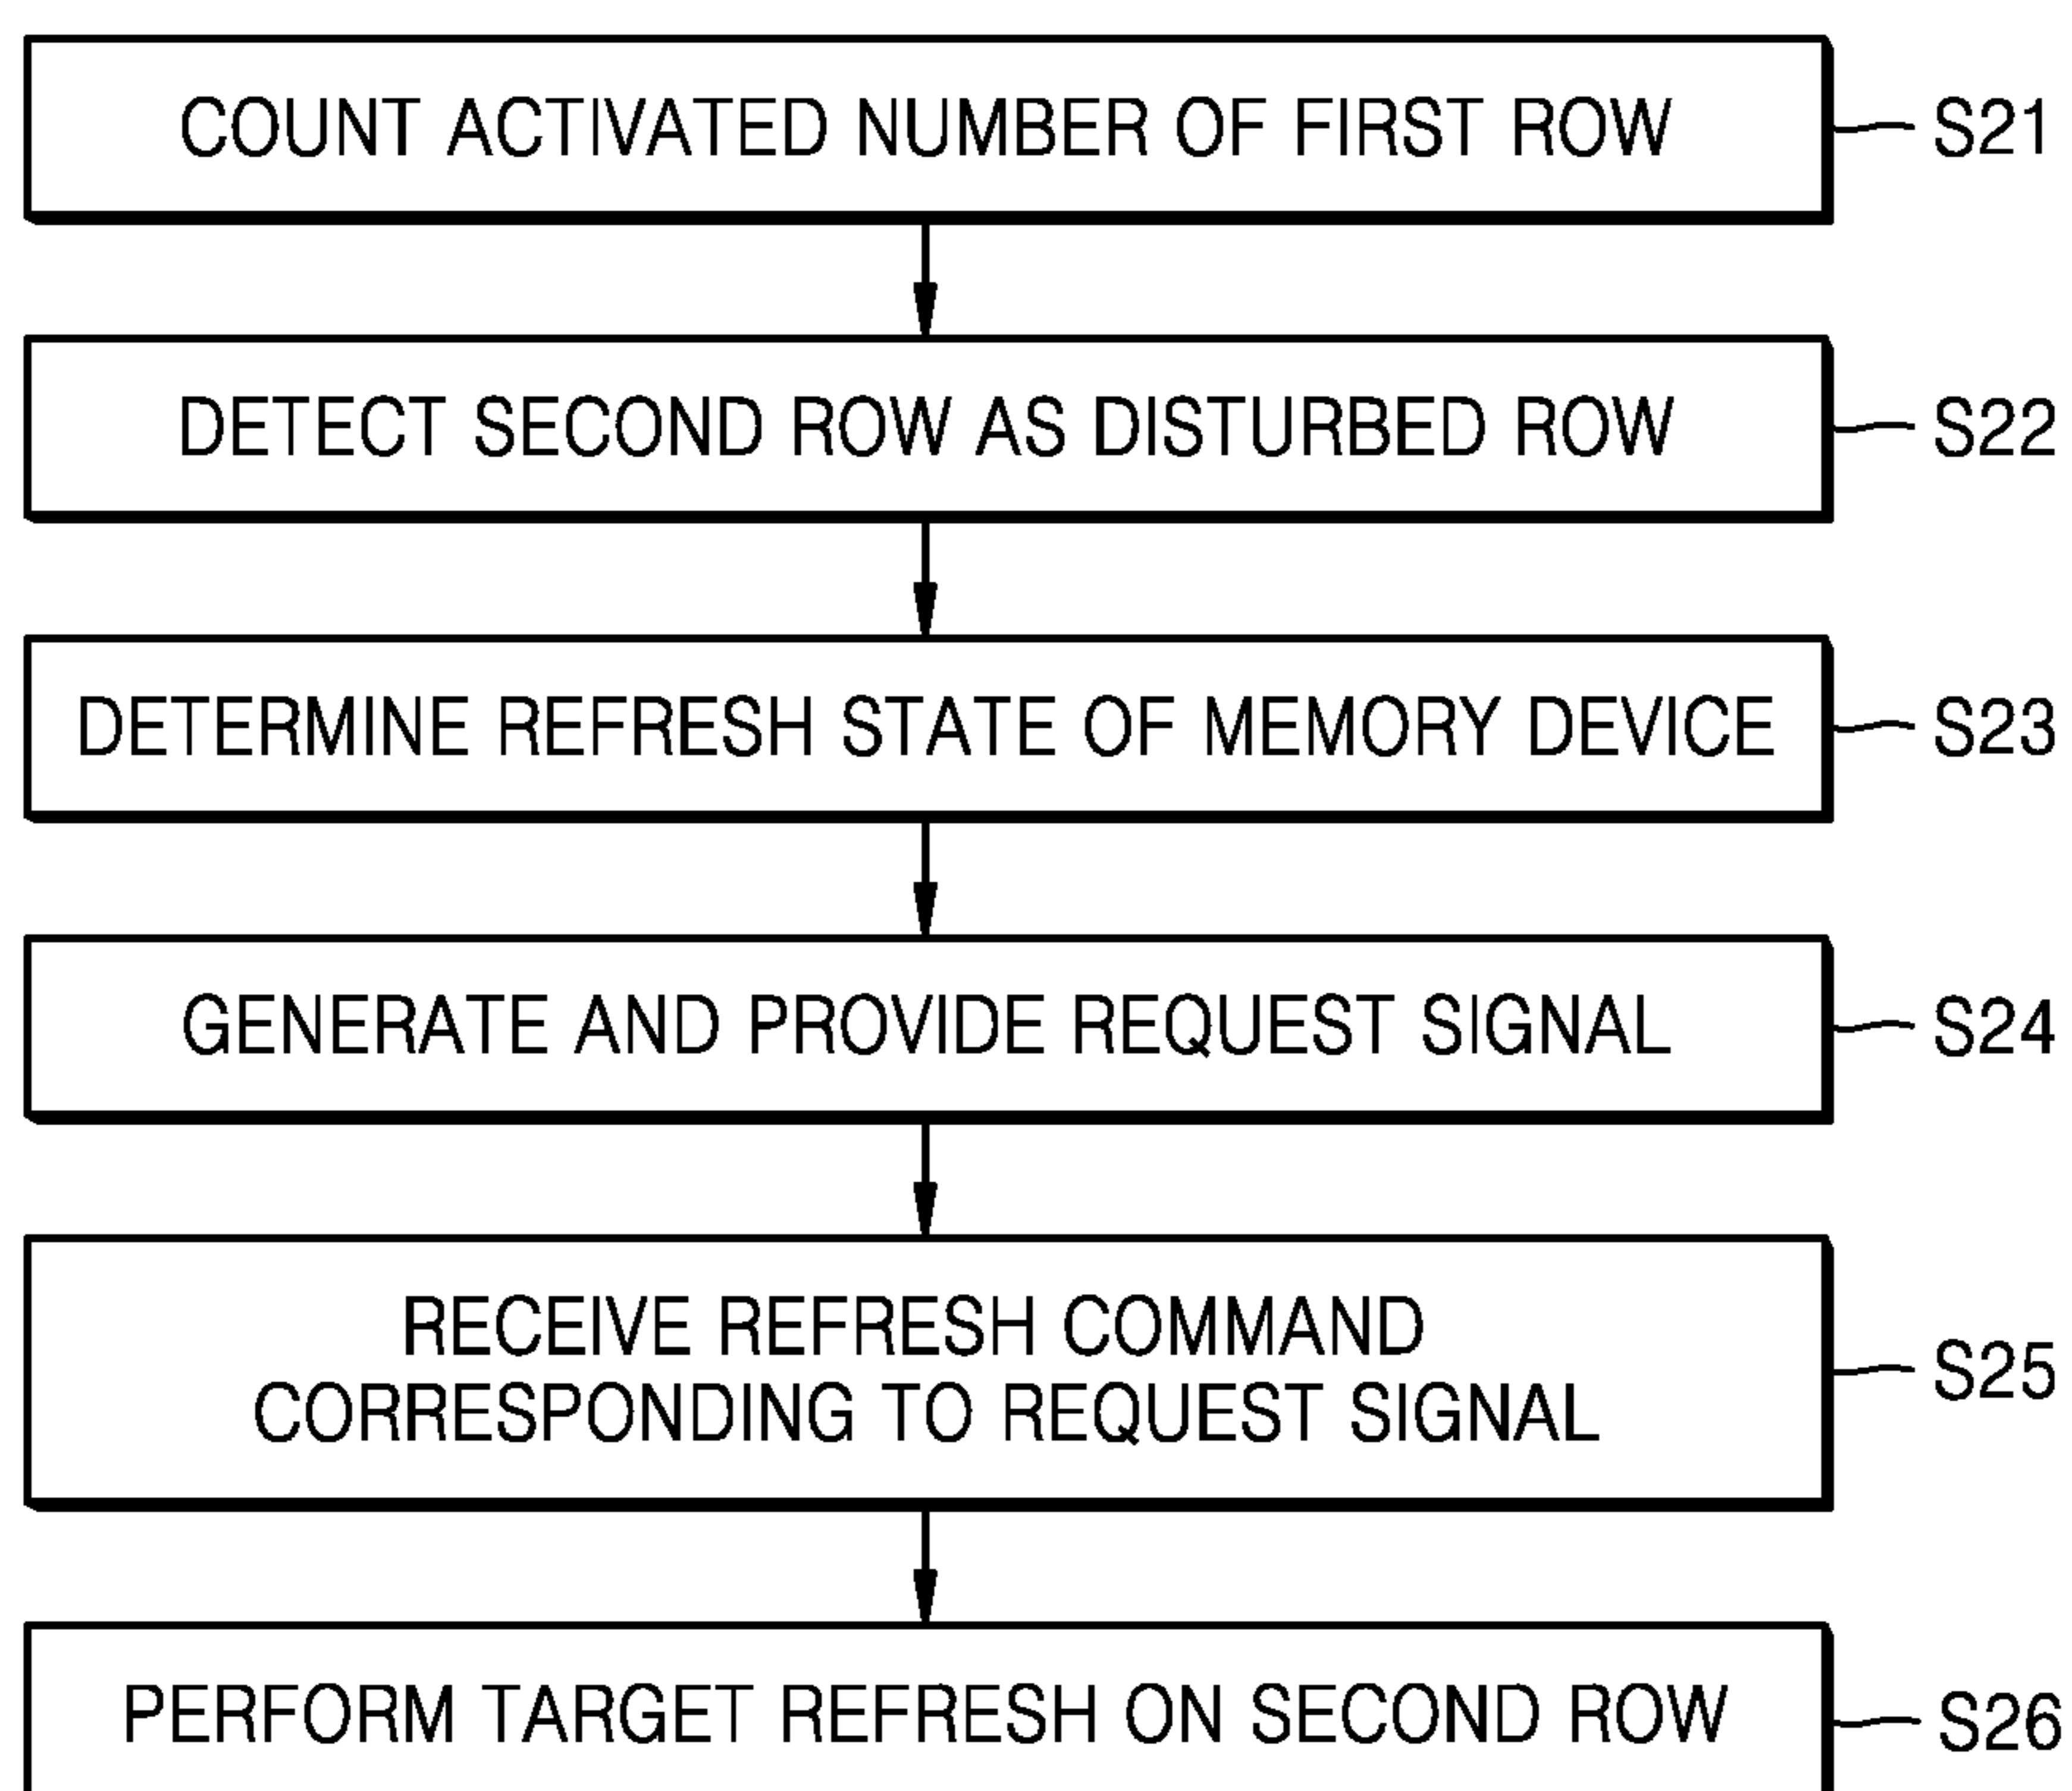 COUNT ACTIVATED NUMBER OF FIRST ROW S21
DETECT SECOND ROW AS DISTURBED ROW S22
DETERMINE REFRESH STATE OF MEMORY DEVICE S23
GENERATE AND PROVIDE REQUEST SIGNAL S24
RECEIVE REFRESH COMMAND
CORRESPONDING TO REQUEST SIGNAL S25
PERFORM TARGET REFRESH ON SECOND ROW S26